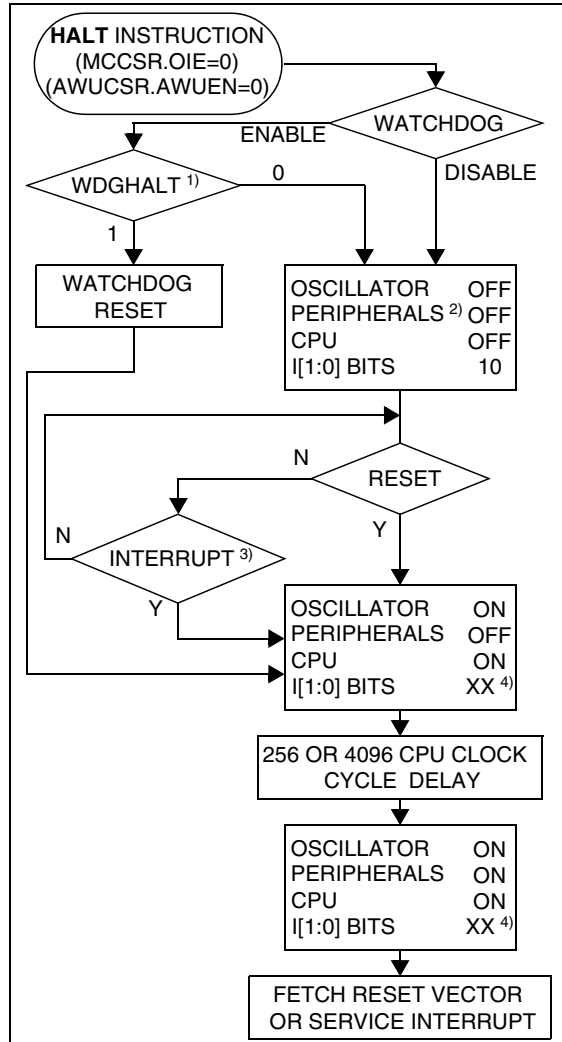 HALT INSTRUCTION
(MCCSR.OIE=0)
(AWUCSR.AWUEN=0)
WATCHDOG
ENABLE
DISABLE
WDGHALT 1)
0
1
WATCHDOG
RESET
OSCILLATOR OFF
PERIPHERALS 2) OFF
CPU OFF
I[1:0] BITS 10
N
RESET
Y
N
INTERRUPT 3)
Y
OSCILLATOR ON
PERIPHERALS OFF
CPU ON
I[1:0] BITS XX 4)
256 OR 4096 CPU CLOCK
CYCLE DELAY
OSCILLATOR ON
PERIPHERALS ON
CPU ON
I[1:0] BITS XX 4)
FETCH RESET VECTOR
OR SERVICE INTERRUPT